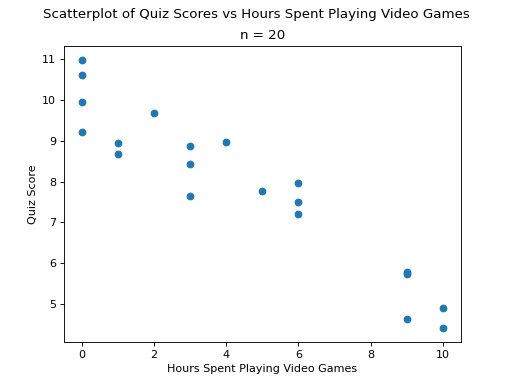 Scatterplot of Quiz Scores vs Hours Spent Playing Video Games
n = 20
11
10
9
8
7
6
5
Quiz Score
0 2 4 6 8 10
Hours Spent Playing Video Games